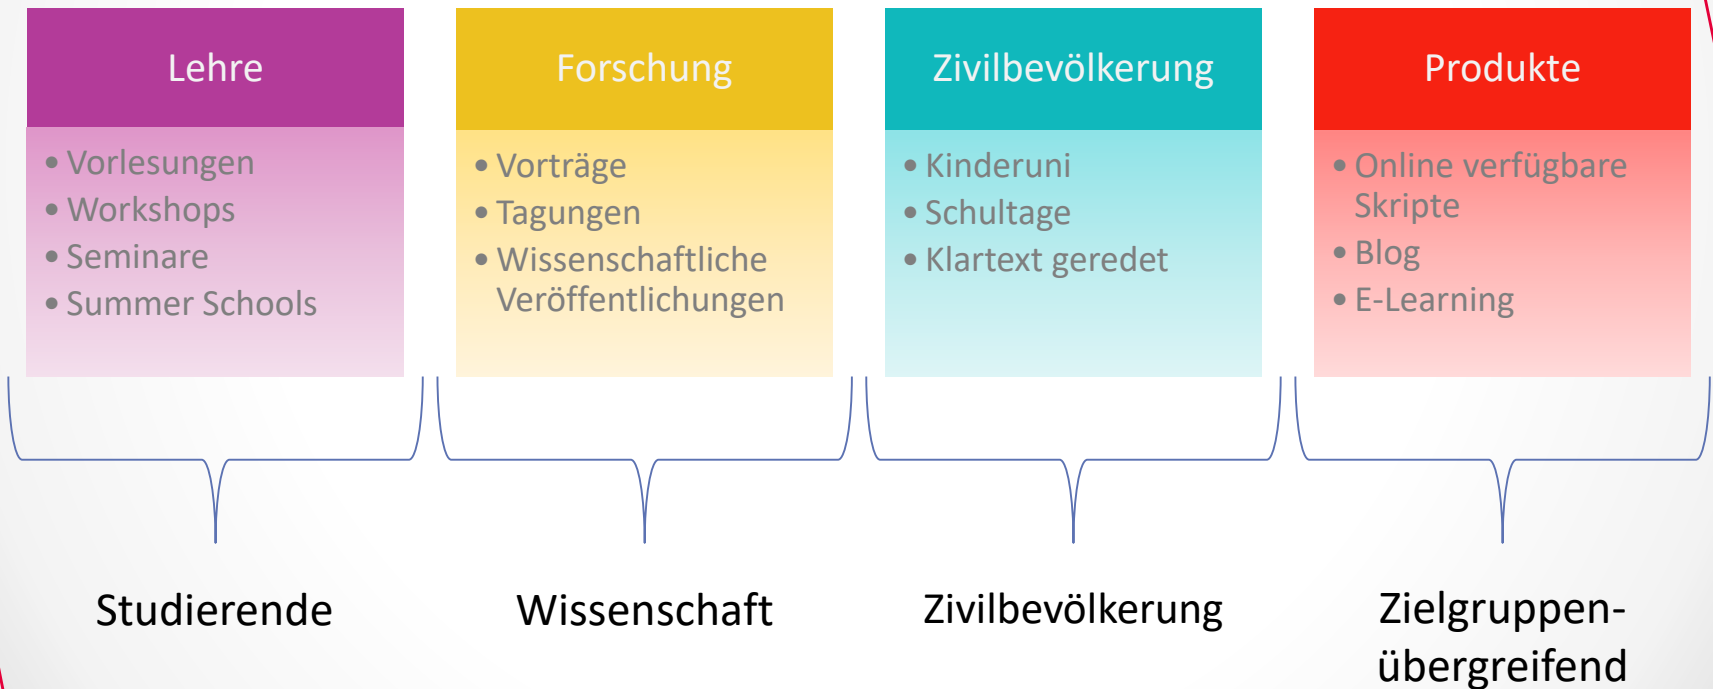 Lehre
• Vorlesungen
• Workshops
• Seminare
• Summer Schools
Studierende
Forschung
• Vorträge
• Tagungen
• Wissenschaftliche
Veröffentlichungen
Wissenschaft
Zivilbevölkerung
• Kinderuni
• Schultage
• Klartext geredet
Zivilbevölkerung
Produkte
• Online verfügbare
Skripte
• Blog
• E-Learning
Zielgruppen-
übergreifend